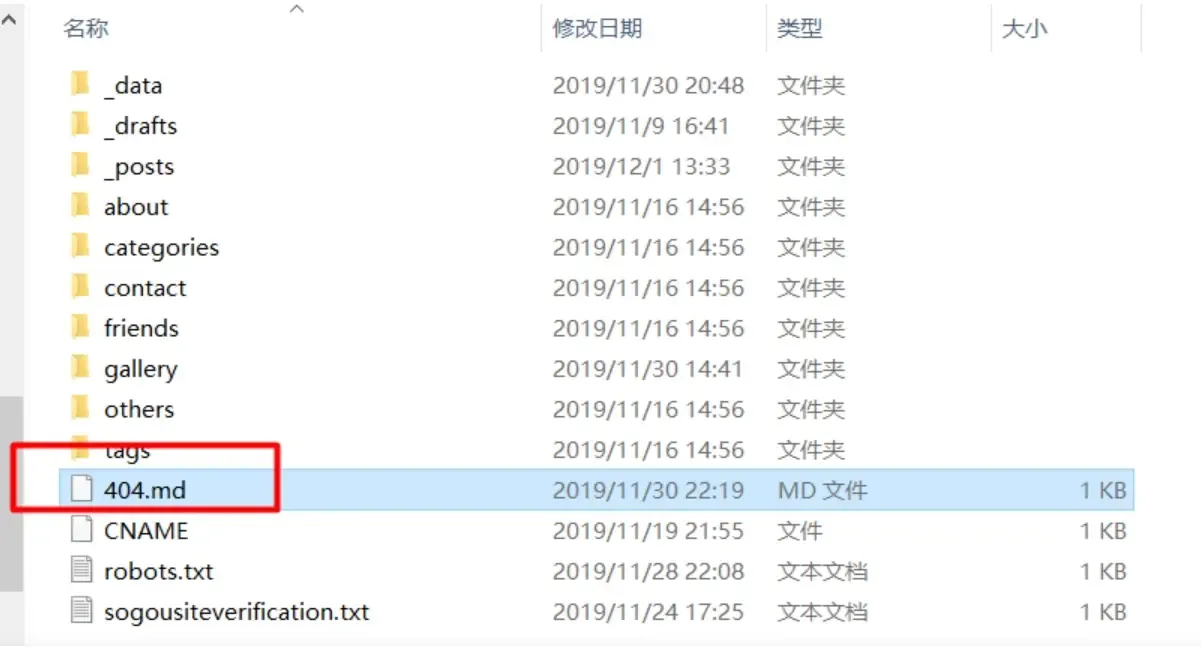 名称 修改日期 类型 大小
_data 2019/11/30 20:48 文件夹
_drafts 2019/11/9 16:41 文件夹
_posts 2019/12/1 13:33 文件夹
about 2019/11/16 14:56 文件夹
categories 2019/11/16 14:56 文件夹
contact 2019/11/16 14:56 文件夹
friends 2019/11/16 14:56 文件夹
gallery 2019/11/30 14:41 文件夹
others 2019/11/16 14:56 文件夹
tags 2019/11/16 14:56 文件夹
404.md 2019/11/30 22:19 MD 文件 1 KB
CNAME 2019/11/19 21:55 文件 1 KB
robots.txt 2019/11/28 22:08 文本文档 1 KB
sogousiteverification.txt 2019/11/24 17:25 文本文档 1 KB